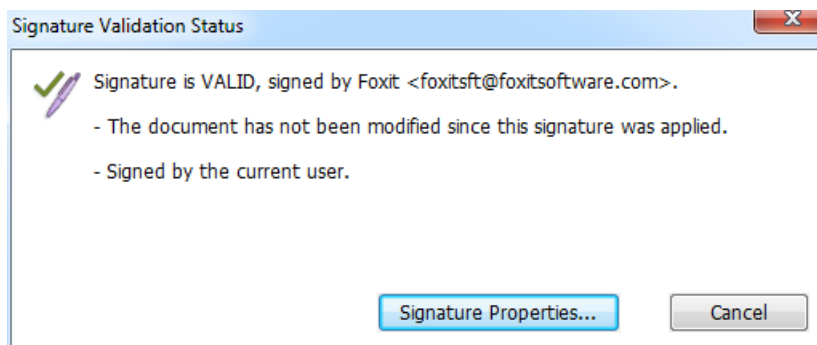 Signature Validation Status
Signature is VALID, signed by Foxit <foxitsft@foxitsoftware.com>.
- The document has not been modified since this signature was applied.
- Signed by the current user.
Signature Properties... Cancel